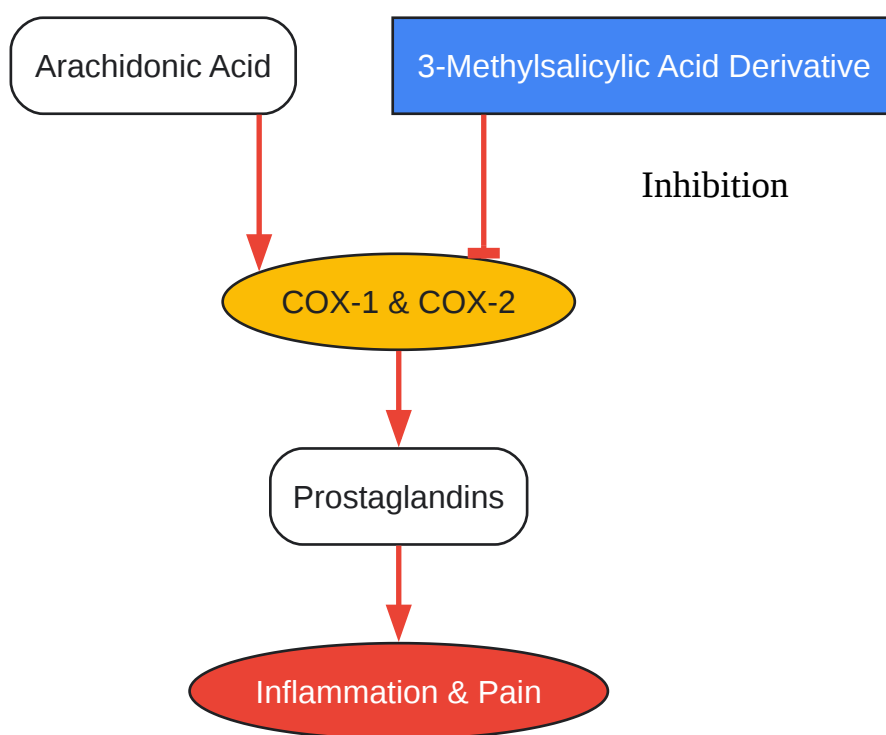 Arachidonic Acid
3-Methylsalicylic Acid Derivative
Inhibition
COX-1 & COX-2
Prostaglandins
Inflammation & Pain